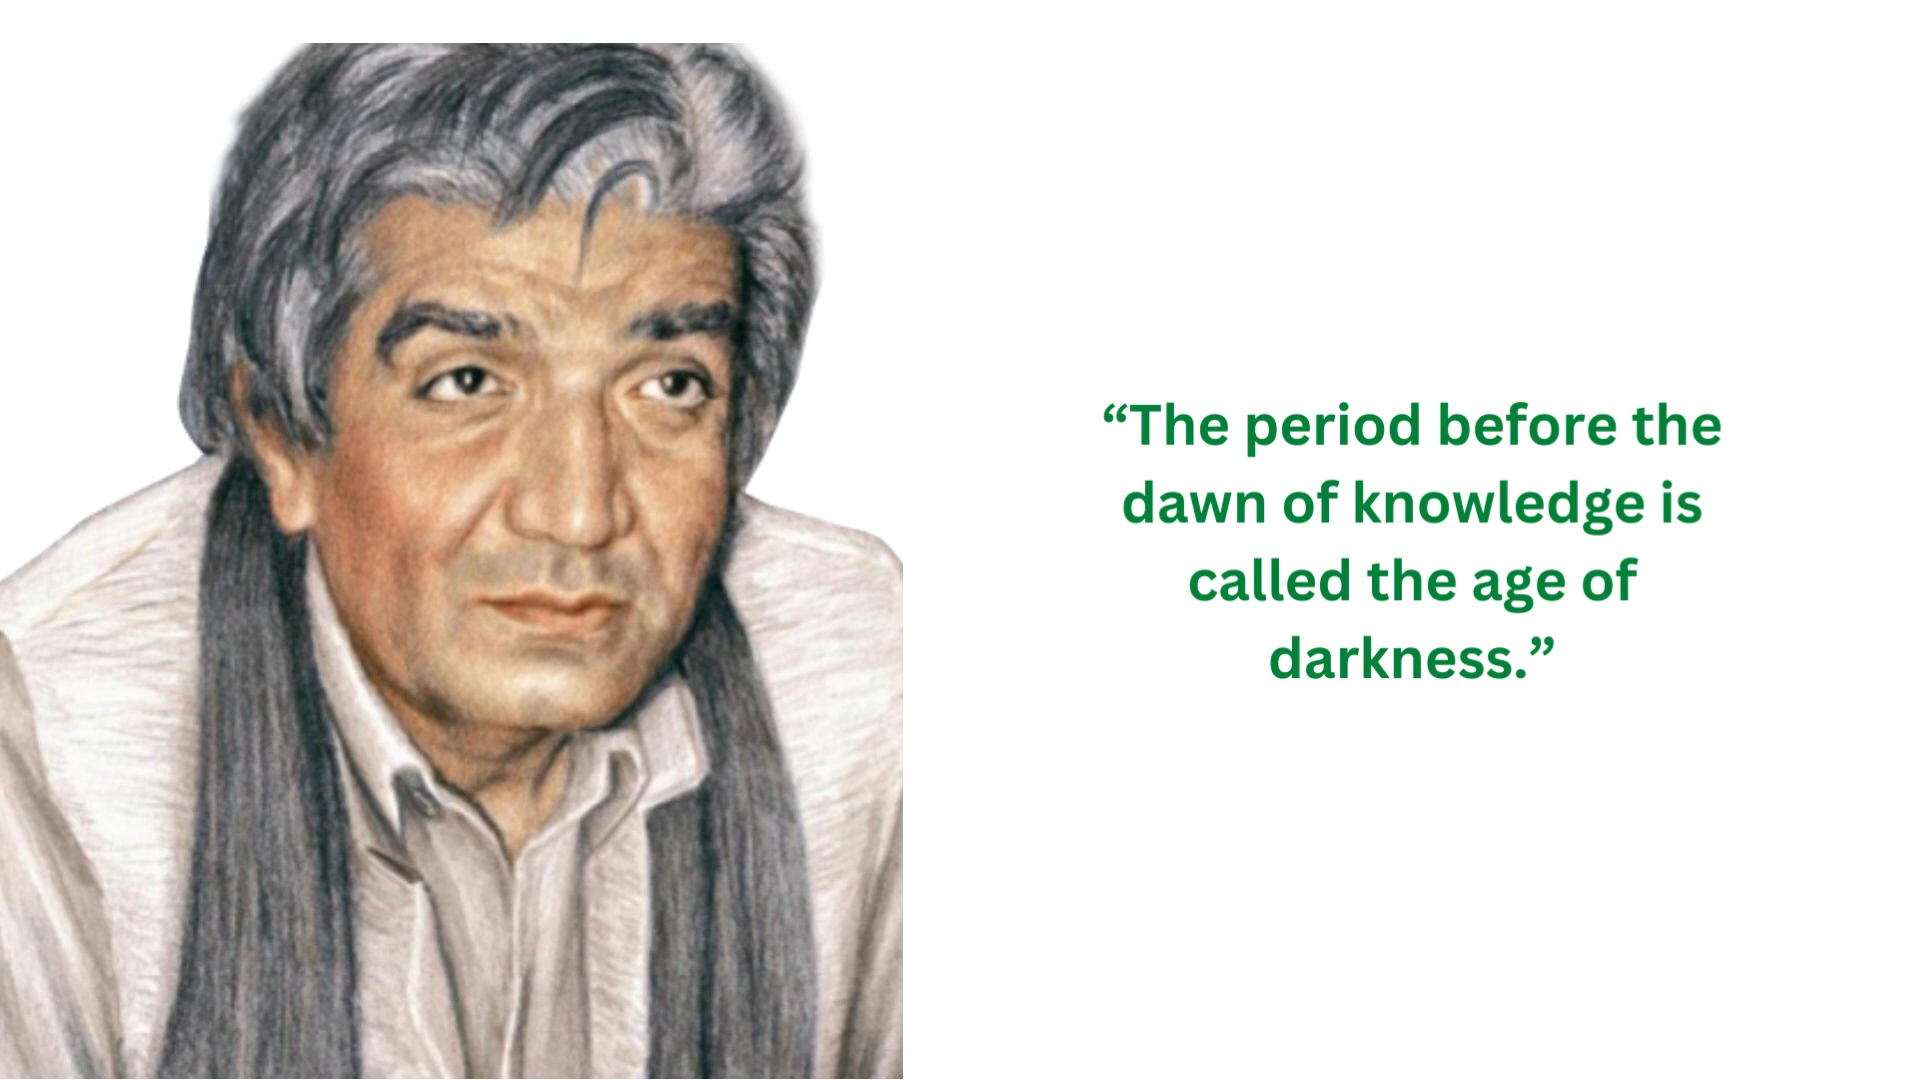 “The period before the
dawn of knowledge is
called the age of
darkness.”